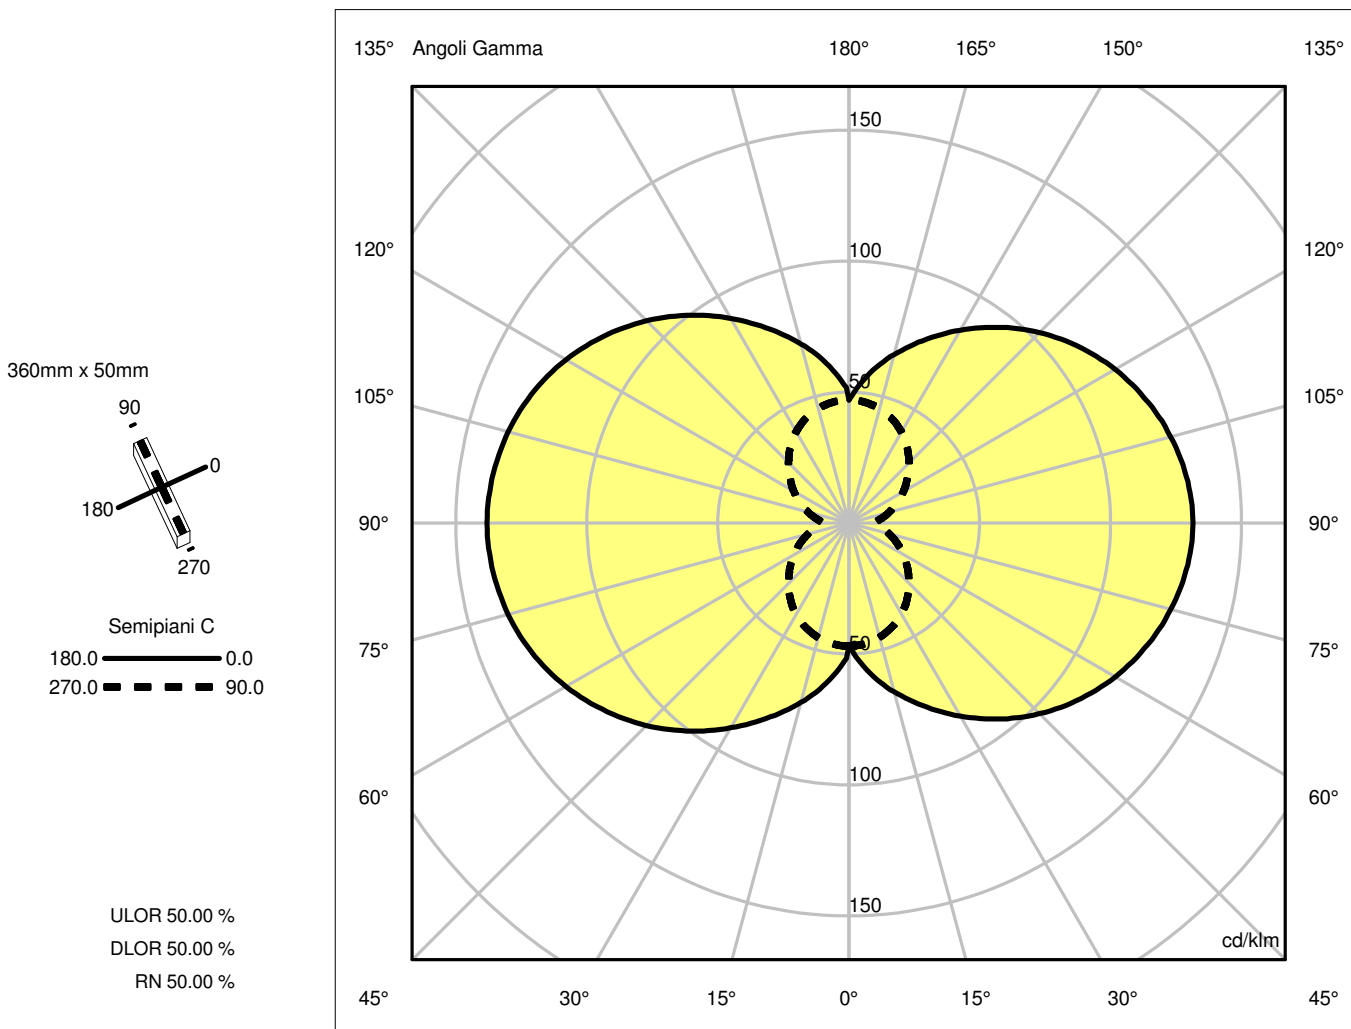 135° Angoli Gamma 180° 165° 150° 135°
150
120° 120°
100
360mm x 50mm
50
105° 105°
90
0
180
90° 90°
270
Semipiani C
50
180.0 0.0
75° 75°
270.0 90.0
100
60° 60°
150
ULOR 50.00 %
cd/klm
DLOR 50.00 %
RN 50.00 %
45° 30° 15° 0° 15° 30° 45°